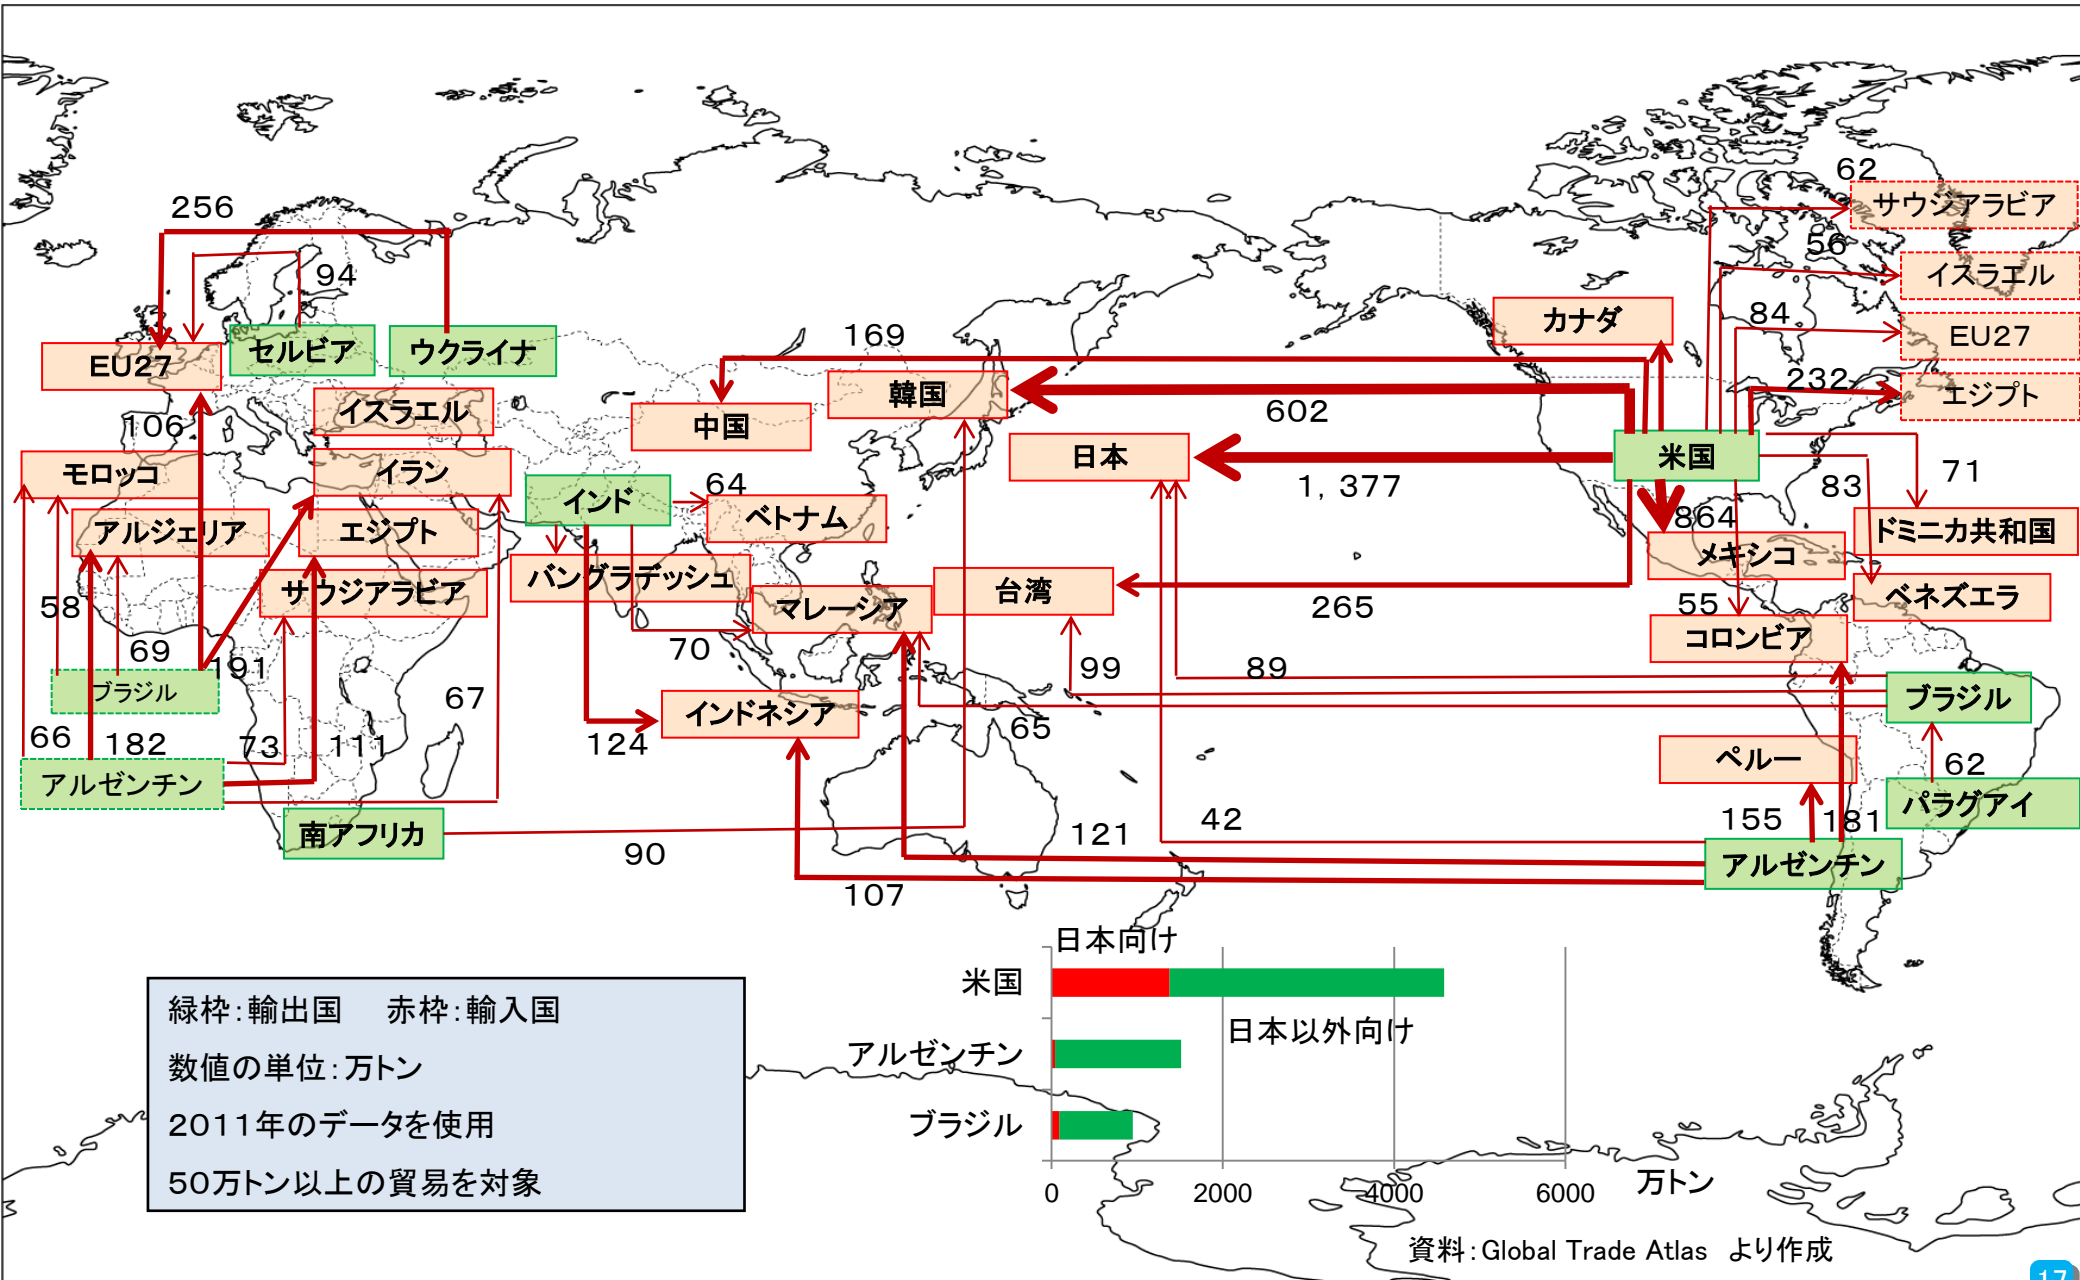 62
サウジアラビア
256
56
イスラエル
94
84
EU27
カナダ
169
セルビア
ウクライナ
EU27
232
エジプト
韓国
602
イスラエル
中国
106
日本
米国
モロッコ
イラン
1,377
83
71
インド
64
ベトナム
864
アルジェリア
エジプト
ドミニカ共和国
メキシコ
バングラデッシュ
サウジアラビア
台湾
マレーシア
265
55
ベネズエラ
58
コロンビア
69
191
70
99
89
ブラジル
67
ブラジル
インドネシア
65
66
182
73
111
124
ペルー
62
アルゼンチン
パラグアイ
南アフリカ
90
121
42
155
181
アルゼンチン
107
日本向け
米国
日本以外向け
アルゼンチン
ブラジル
0
2000
4000
6000
万トン
緑枠：輸出国　赤枠：輸入国
数値の単位：万トン
2011年のデータを使用
50万トン以上の貿易を対象
資料：Global Trade Atlas　より作成
17